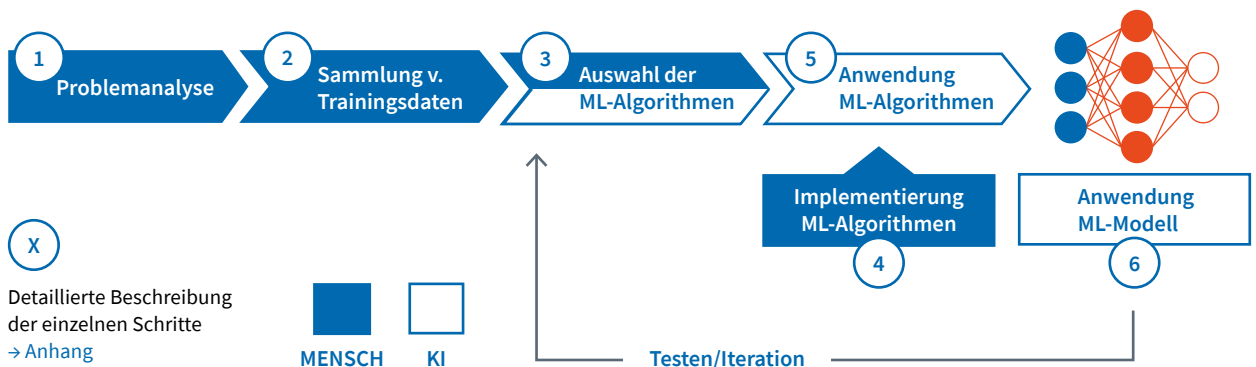 1
Problemanalyse
2
Sammlung v.
Trainingsdaten
3
Auswahl der
ML-Algorithmen
5
Anwendung
ML-Algorithmen
Implementierung
ML-Algorithmen
4
Anwendung
ML-Modell
6
X
Detaillierte Beschreibung
der einzelnen Schritte
→ Anhang
MENSCH
KI
Testen/Iteration